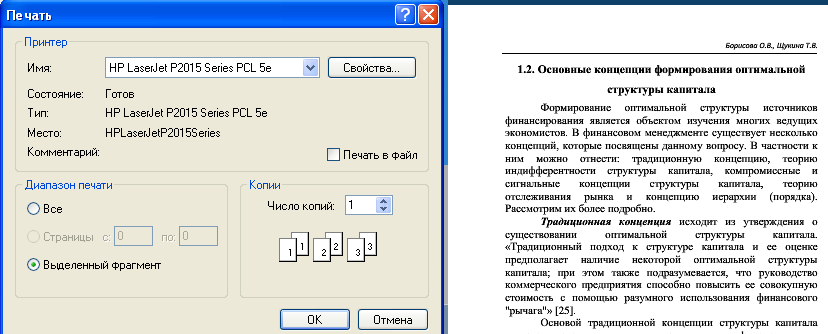 Печать
Принтер
Имя: HP LaserJet P2015 Series PCL 5e Свойства...
Состояние: Готов
Тип: HP LaserJet P2015 Series PCL 5e
Место: HPLaserJetP2015Series
Комментарий: Печать в файл
Диапазон печати
Все
Страницы с: 0 по: 0
Выделенный фрагмент
Копии
Число копий: 1
1 1 2 2 3 3
ОК Отмена
Борисова О.В., Щукина Т.В.
1.2. Основные концепции формирования оптимальной
структуры капитала
Формирование оптимальной структуры источников
финансирования является объектом изучения многих ведущих
экономистов. В финансовом менеджменте существует несколько
концепций, которые посвящены данному вопросу. В частности к
ним можно отнести: традиционную концепцию, теорию
индифферентности структуры капитала, компромиссные и
сигнальные концепции структуры капитала, теорию
отслеживания рынка и концепцию иерархии (порядка).
Рассмотрим их более подробно.
Традиционная концепция исходит из утверждения о
существовании оптимальной структуры капитала.
«Традиционный подход к структуре капитала и ее оценке
предполагает наличие некоторой оптимальной структуры
капитала; при этом также подразумевается, что руководство
коммерческого предприятия способно повысить ее совокупную
стоимость с помощью разумного использования финансового
"рычага"» [25].
Основой традиционной концепции структуры капитала